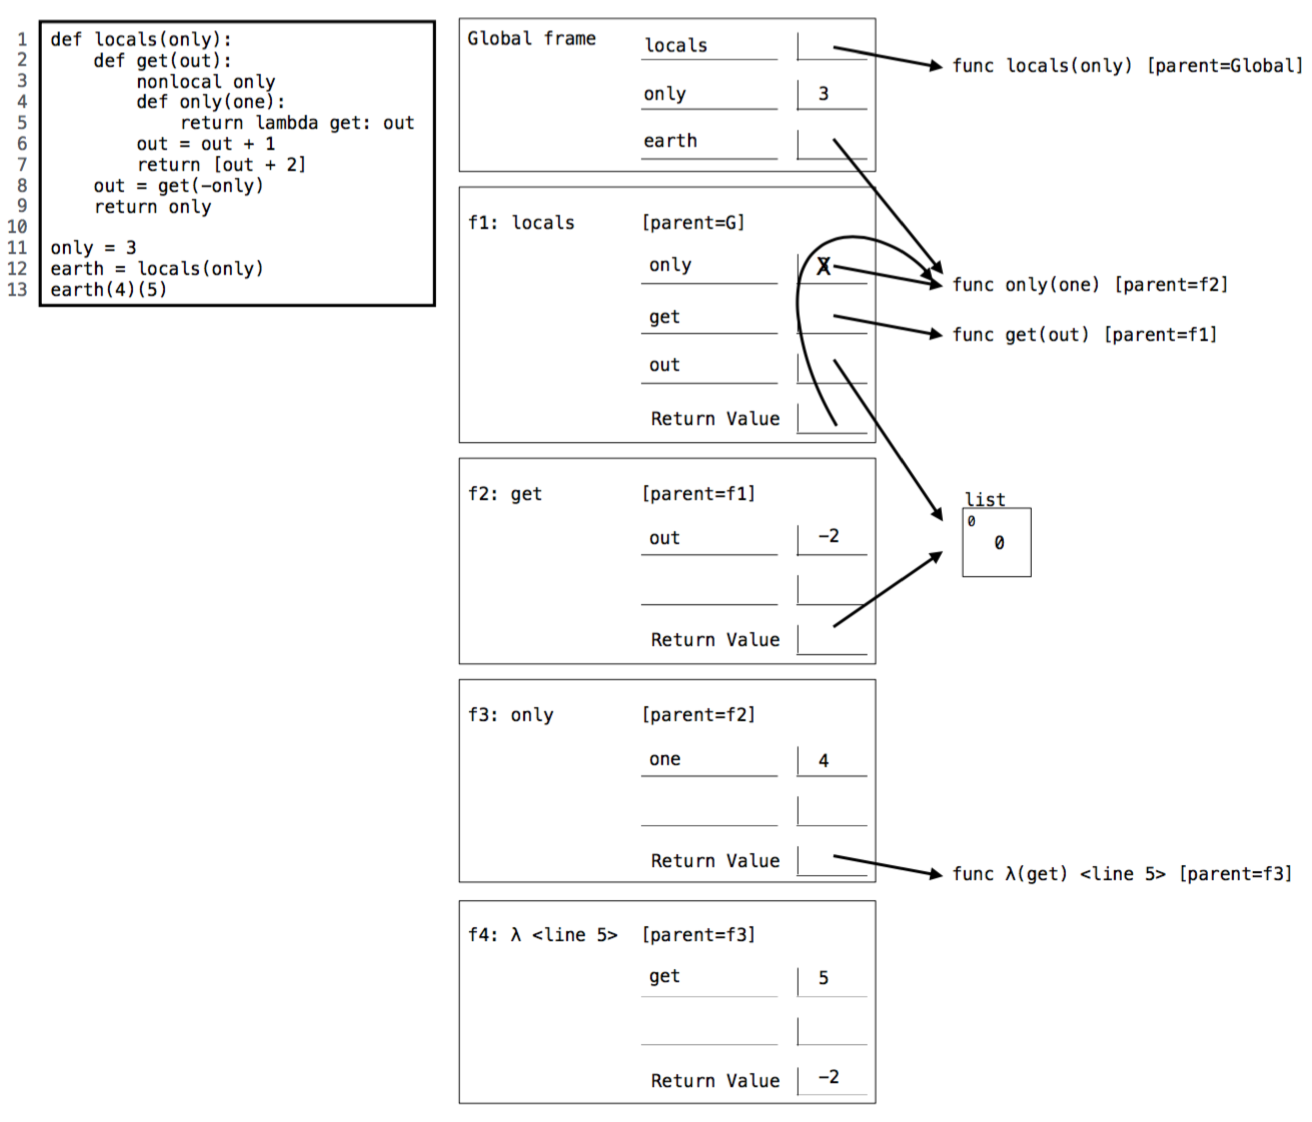 1 def locals(only):
2     def get(out):
3         nonlocal only
4         def only(one):
5             return lambda get: out
6         out = out + 1
7         return [out + 2]
8     out = get(-only)
9     return only
10
11 only = 3
12 earth = locals(only)
13 earth(4)(5)
Global frame
locals
func locals(only) [parent=Global]
only 3
earth
f1: locals [parent=G]
only 3
func only(one) [parent=f2]
get
func get(out) [parent=f1]
out
Return Value
f2: get [parent=f1]
list
0
0
out -2
Return Value
f3: only [parent=f2]
one 4
Return Value
func λ(get) <line 5> [parent=f3]
f4: λ <line 5> [parent=f3]
get 5
Return Value -2